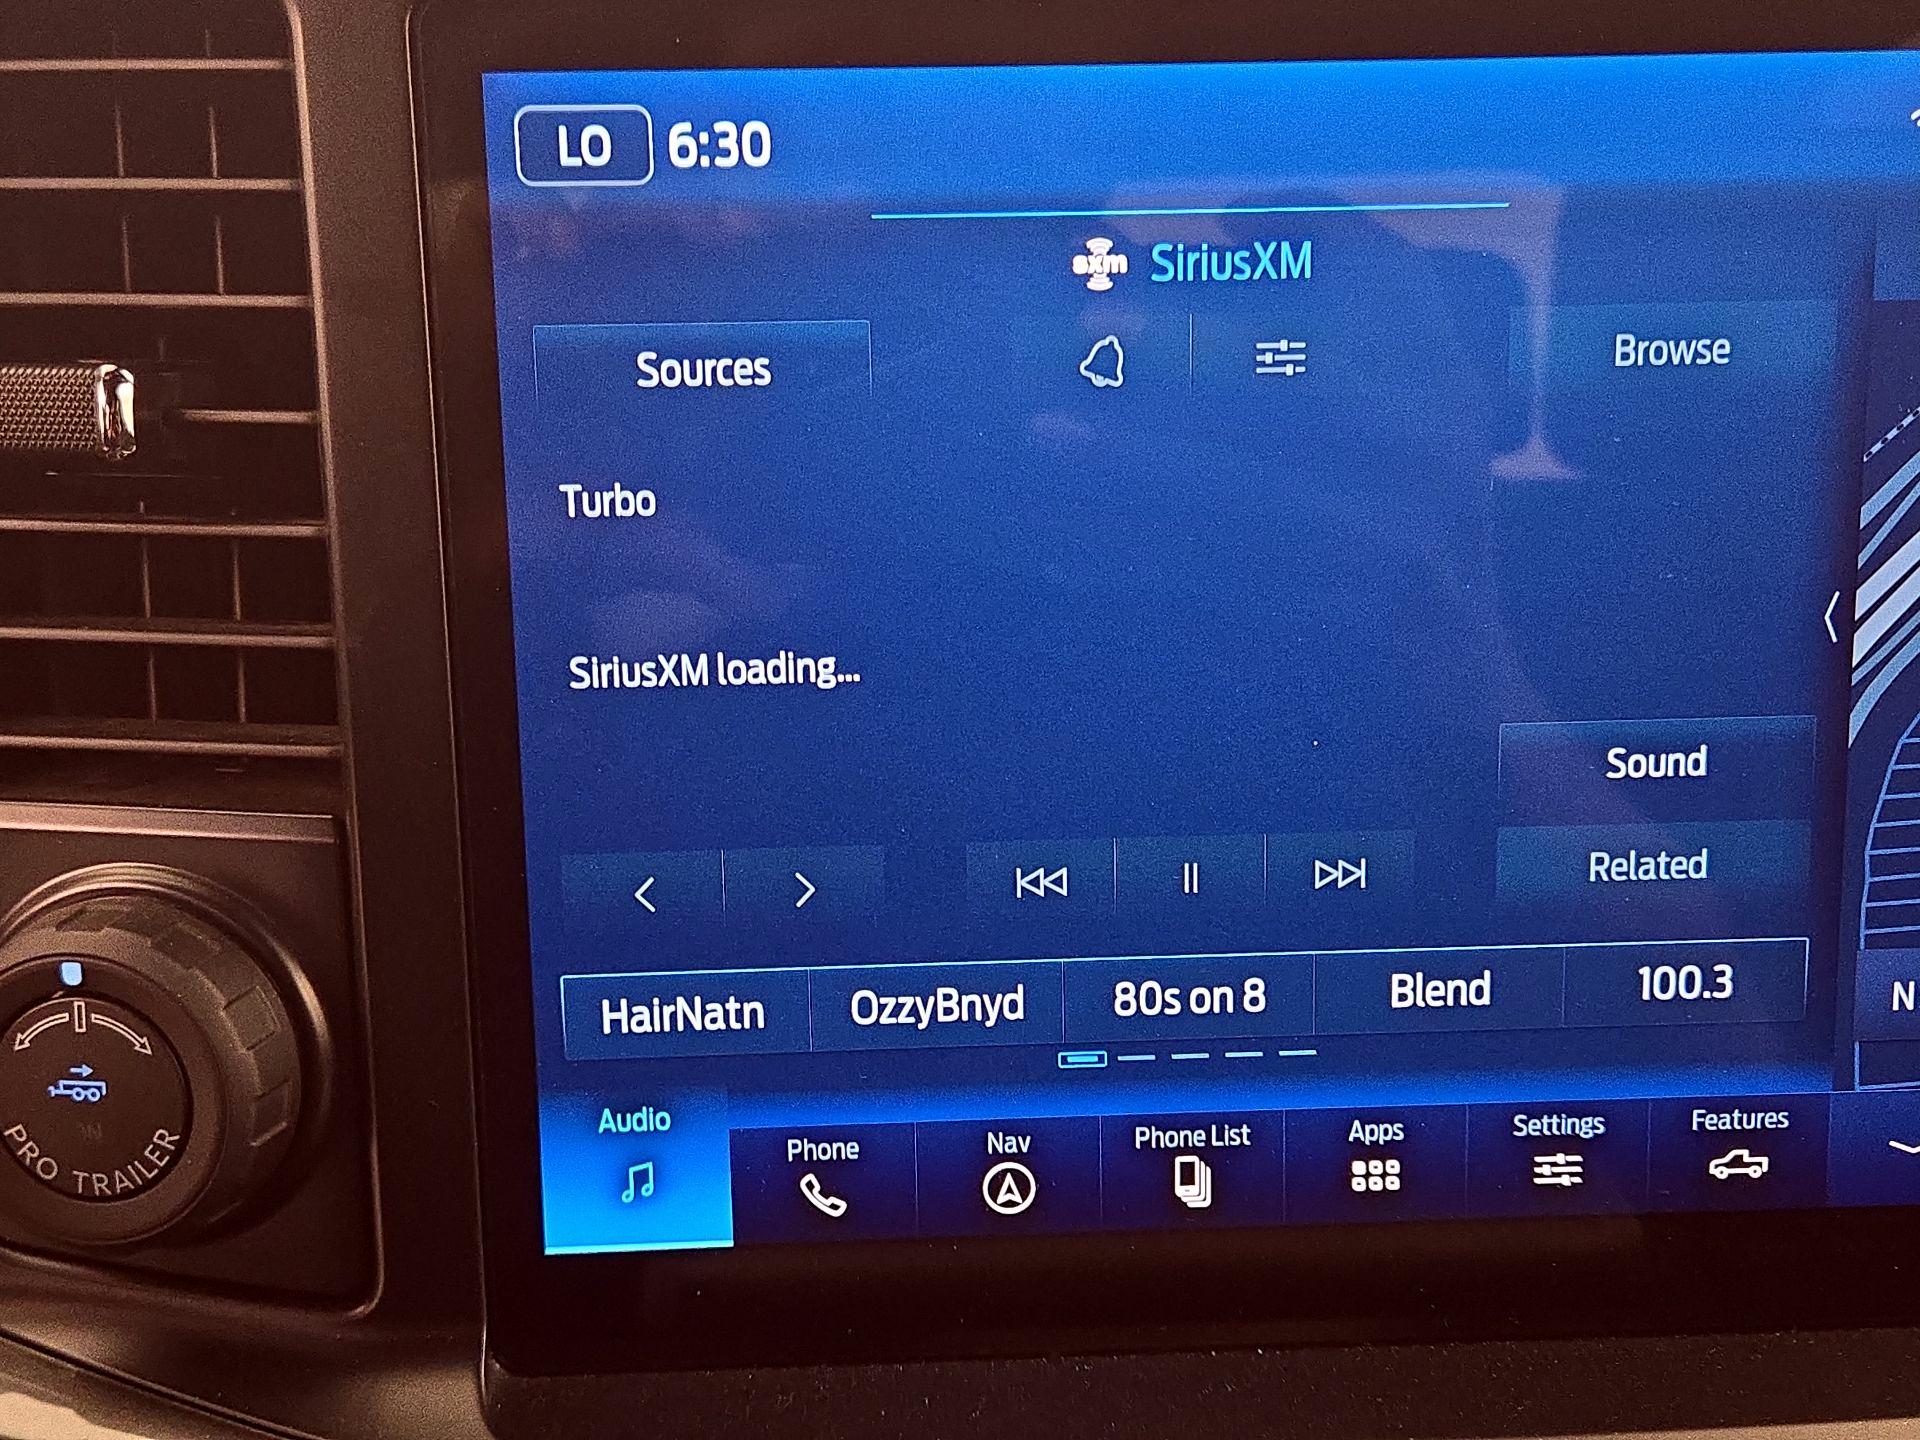 LO 6:30
sxm SiriusXM
Sources
Browse
Turbo
SiriusXM loading...
Sound
Related
HairNatn
OzzyBnyd
80s on 8
Blend
100.3
N
Audio
Phone
Nav
Phone List
Apps
Settings
Features
PRO TRAILER